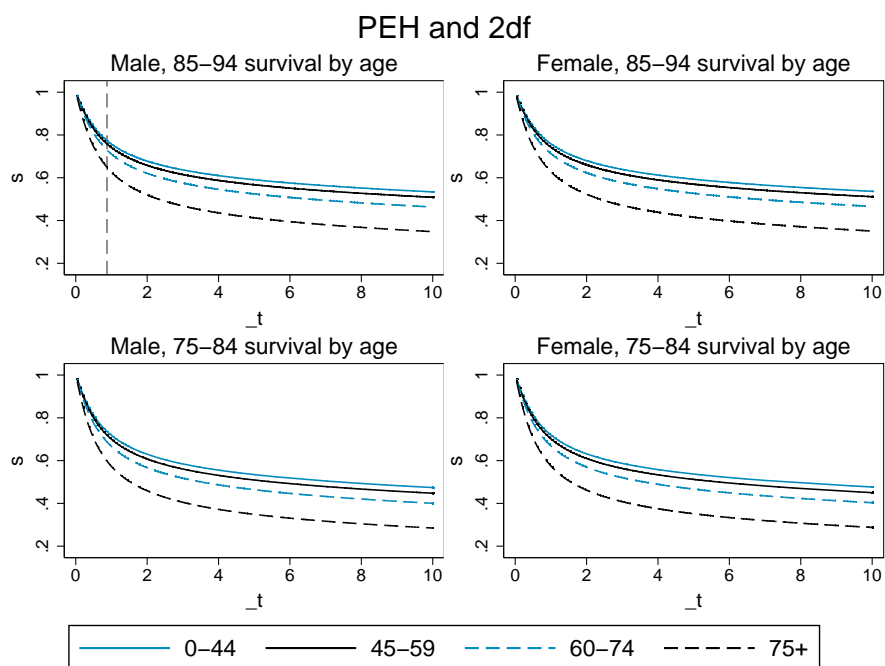 PEH and 2df
Male, 85−94 survival by age
Female, 85−94 survival by age
1
.8
.6
.4
.2
s
0 2 4 6 8 10
_t
1
.8
.6
.4
.2
s
0 2 4 6 8 10
_t
Male, 75−84 survival by age
Female, 75−84 survival by age
1
.8
.6
.4
.2
s
0 2 4 6 8 10
_t
1
.8
.6
.4
.2
s
0 2 4 6 8 10
_t
0−44 45−59 60−74 75+